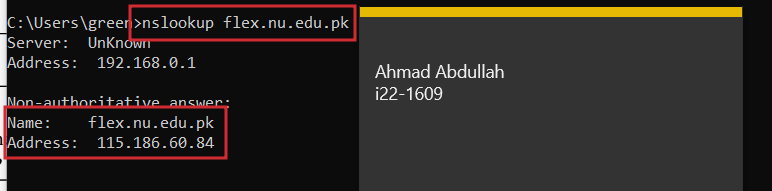 C:\Users\green>nslookup flex.nu.edu.pk
Server:  UnKnown
Address:  192.168.0.1
Non-authoritative answer:
Name:    flex.nu.edu.pk
Address:  115.186.60.84
Ahmad Abdullah
i22-1609